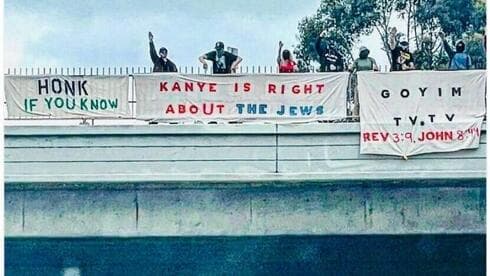 HONK
IF YOU KNOW
KANYE IS RIGHT
ABOUT THE JEWS
GOYIM
TV.TV
REV 3:9, JOHN 8:44